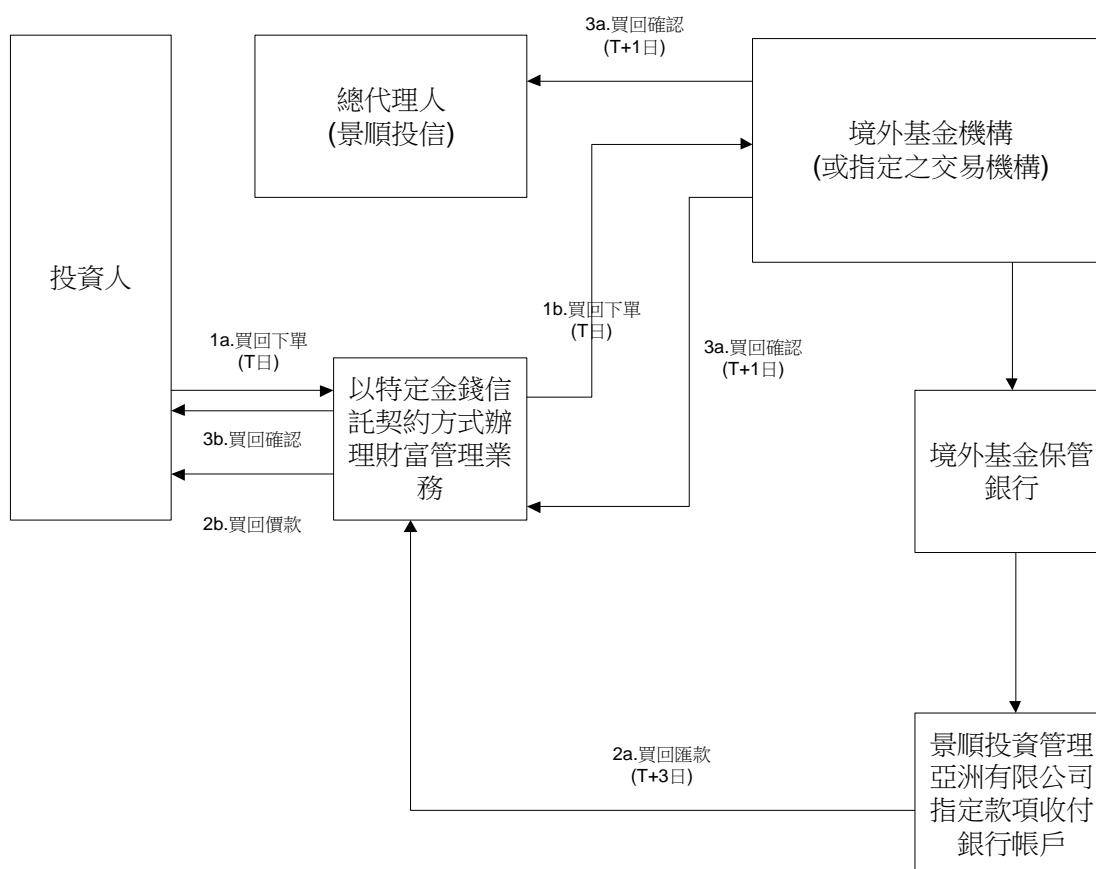 3a.買回確認
(T+1日)
總代理人
(景順投信)
境外基金機構
(或指定之交易機構)
投資人
1a.買回下單
(T日)
1b.買回下單
(T日)
3a.買回確認
(T+1日)
以特定金錢信
託契約方式辦
理財富管理業
務
3b.買回確認
2b.買回價款
境外基金保管
銀行
2a.買回匯款
(T+3日)
景順投資管理
亞洲有限公司
指定款項收付
銀行帳戶